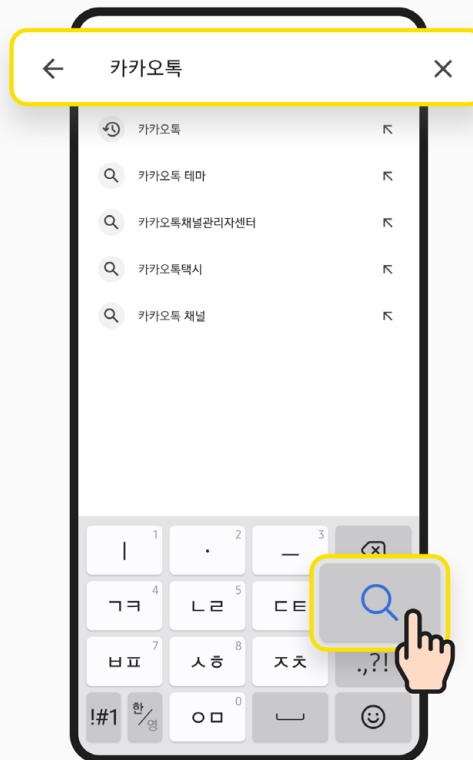 카카오톡
카카오톡
카카오톡 테마
카카오톡채널관리자센터
카카오톡택시
카카오톡 채널
ㅣ 1 · 2 ㅡ 3
ㄱㅋ 4 ㄴㄹ 5 ㄷㅌ
ㅂㅍ 7 ㅅㅎ 8 ㅈㅊ .,?!
!#1 한/영 ㅇㅁ 0